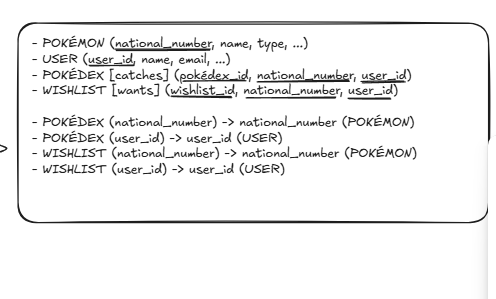 - POKÉMON (national_number, name, type, ...)
- USER (user_id, name, email, ...)
- POKÉDEX [catches] (pokédex_id, national_number, user_id)
- WISHLIST [wants] (wishlist_id, national_number, user_id)
- POKÉDEX (national_number) -> national_number (POKÉMON)
- POKÉDEX (user_id) -> user_id (USER)
- WISHLIST (national_number) -> national_number (POKÉMON)
- WISHLIST (user_id) -> user_id (USER)